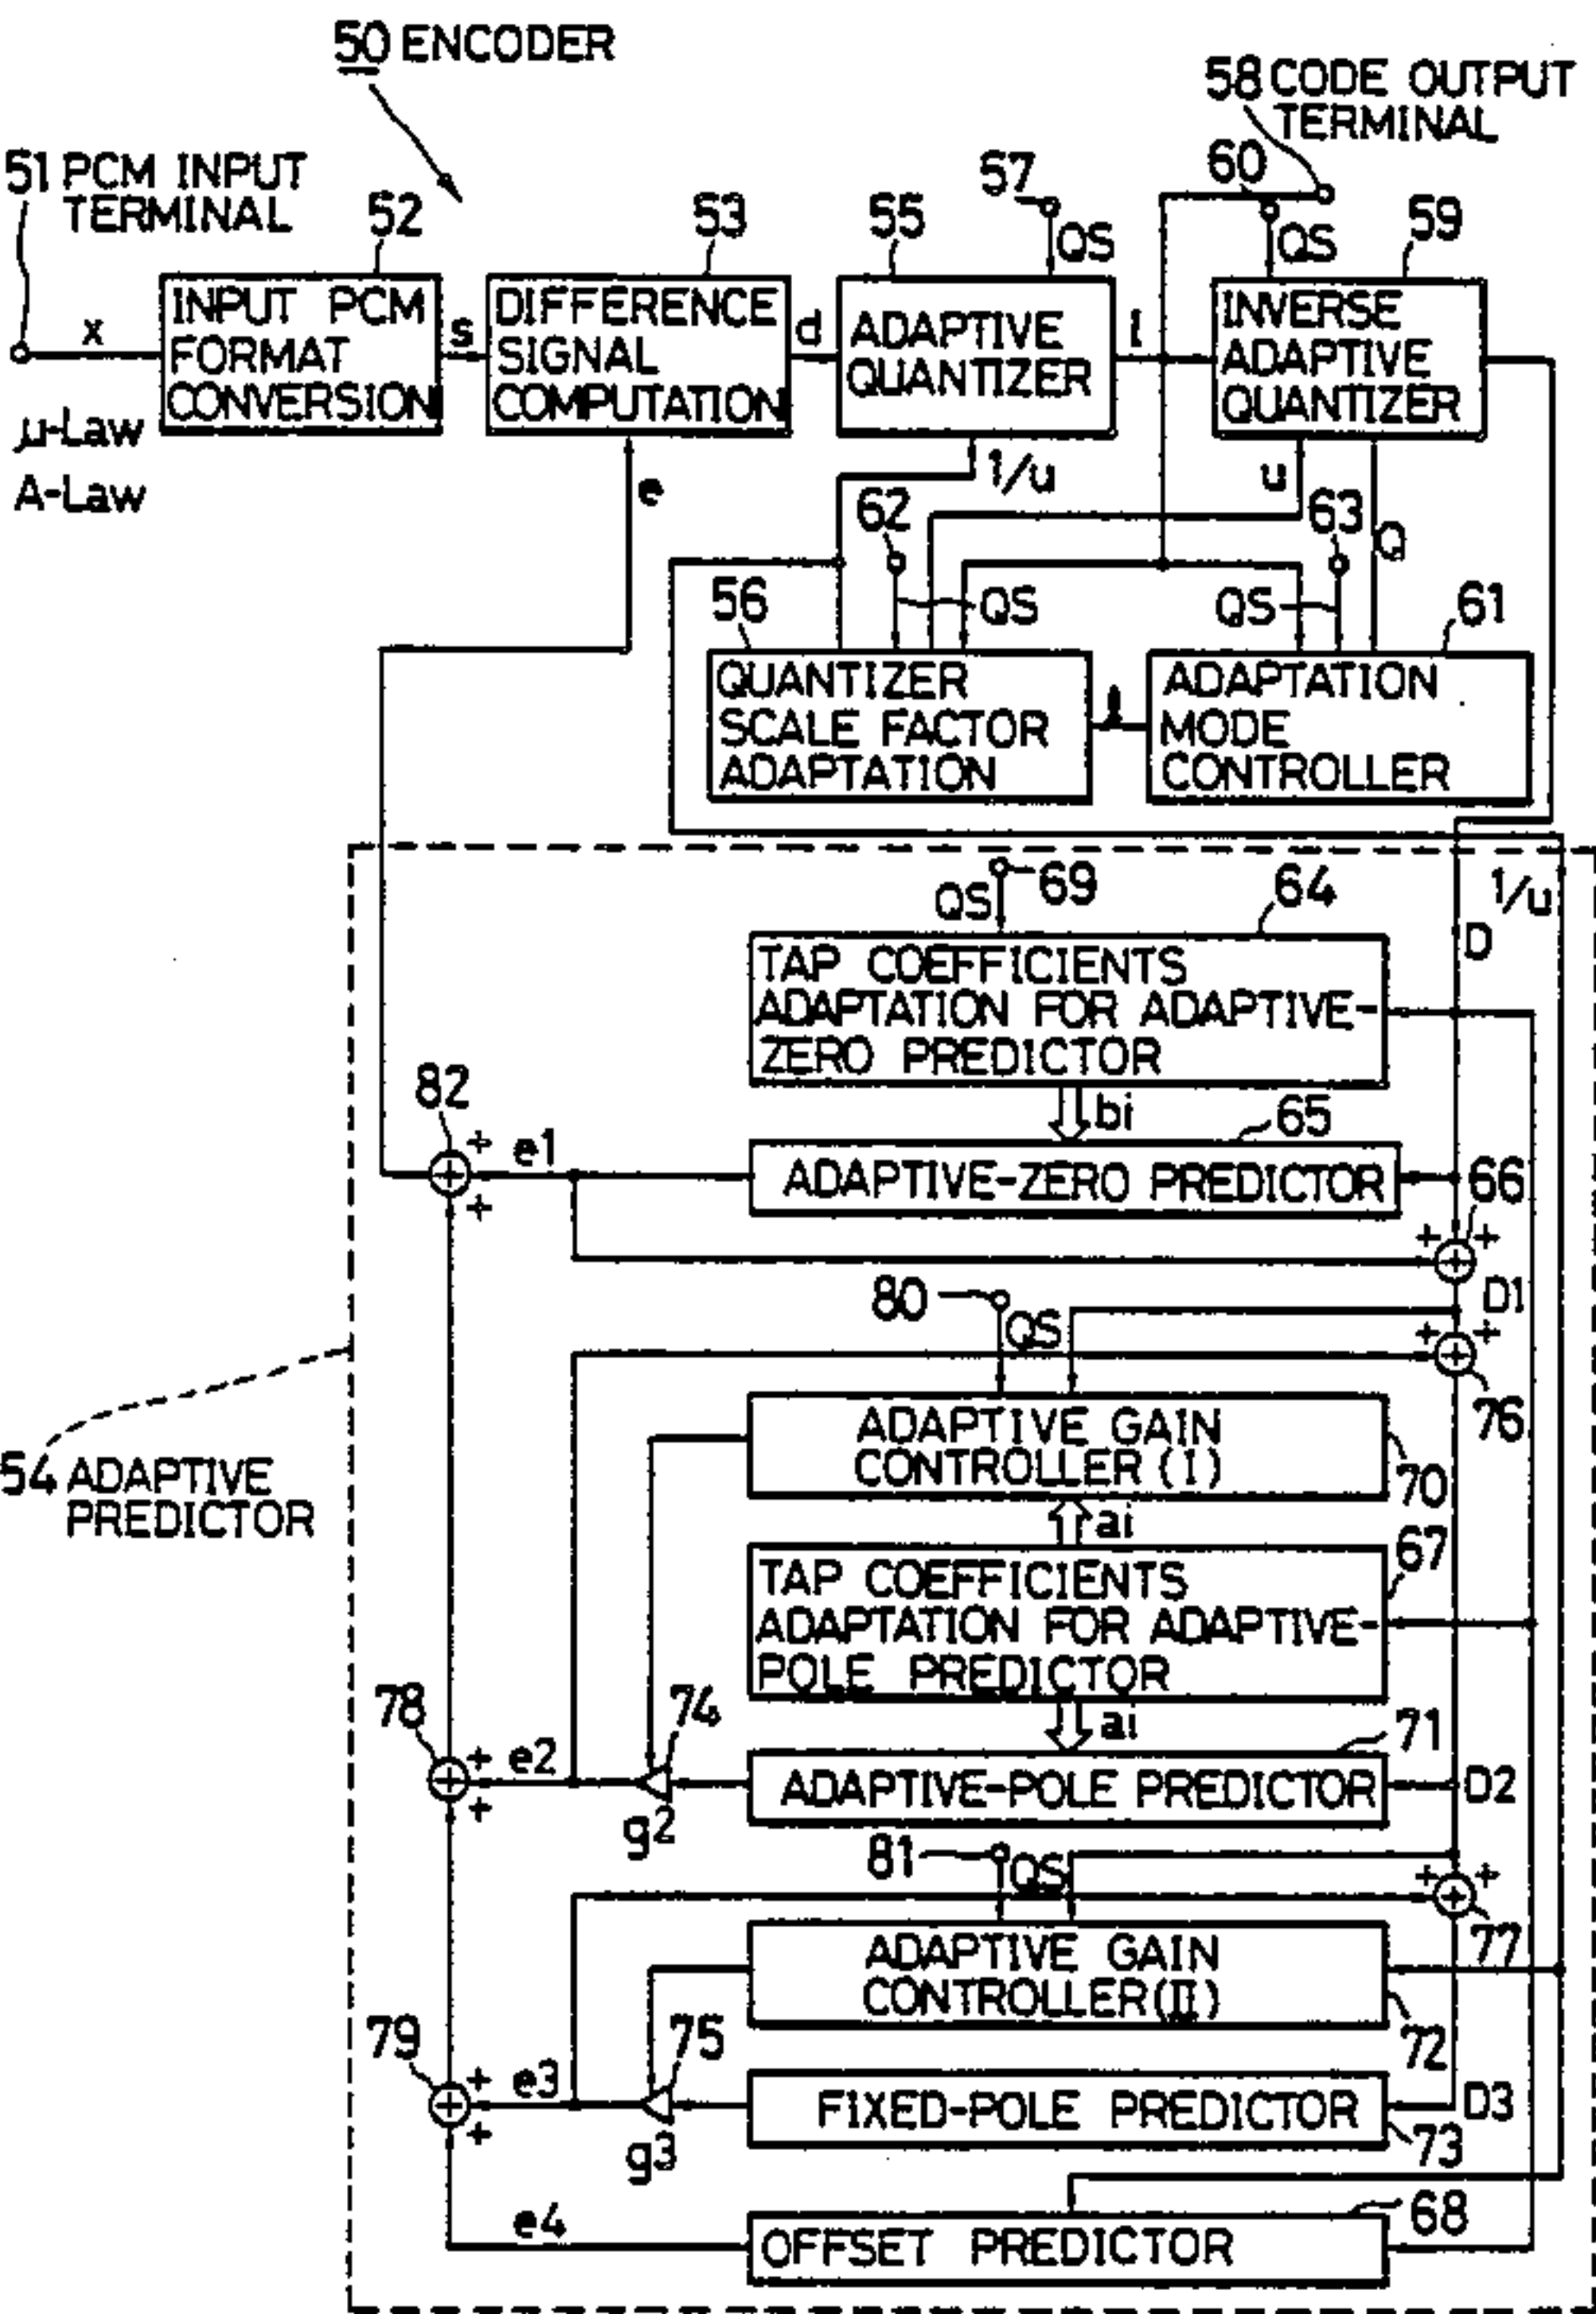 50 ENCODER
58 CODE OUTPUT
TERMINAL
51 PCM INPUT
TERMINAL
52
53
55
57
QS
60
QS
59
x
INPUT PCM
FORMAT
CONVERSION
s
DIFFERENCE
SIGNAL
COMPUTATION
d
ADAPTIVE
QUANTIZER
I
INVERSE
ADAPTIVE
QUANTIZER
μ-Law
A-Law
e
1/u
u
Q
62
63
56
QS
QS
61
QUANTIZER
SCALE FACTOR
ADAPTATION
ADAPTATION
MODE
CONTROLLER
69
QS
64
1/u
D
TAP COEFFICIENTS
ADAPTATION FOR ADAPTIVE-
ZERO PREDICTOR
82
bi
65
+
e1
ADAPTIVE-ZERO PREDICTOR
66
+
+ +
80
QS
D1
+ +
76
ADAPTIVE GAIN
CONTROLLER (I)
70
54 ADAPTIVE
PREDICTOR
ai
67
TAP COEFFICIENTS
ADAPTATION FOR ADAPTIVE-
POLE PREDICTOR
78
74
ai
71
+
e2
ADAPTIVE-POLE PREDICTOR
D2
+
g2
81
QS
+ +
77
ADAPTIVE GAIN
CONTROLLER (II)
72
79
75
+
e3
FIXED-POLE PREDICTOR
D3
+
g3
73
e4
68
OFFSET PREDICTOR